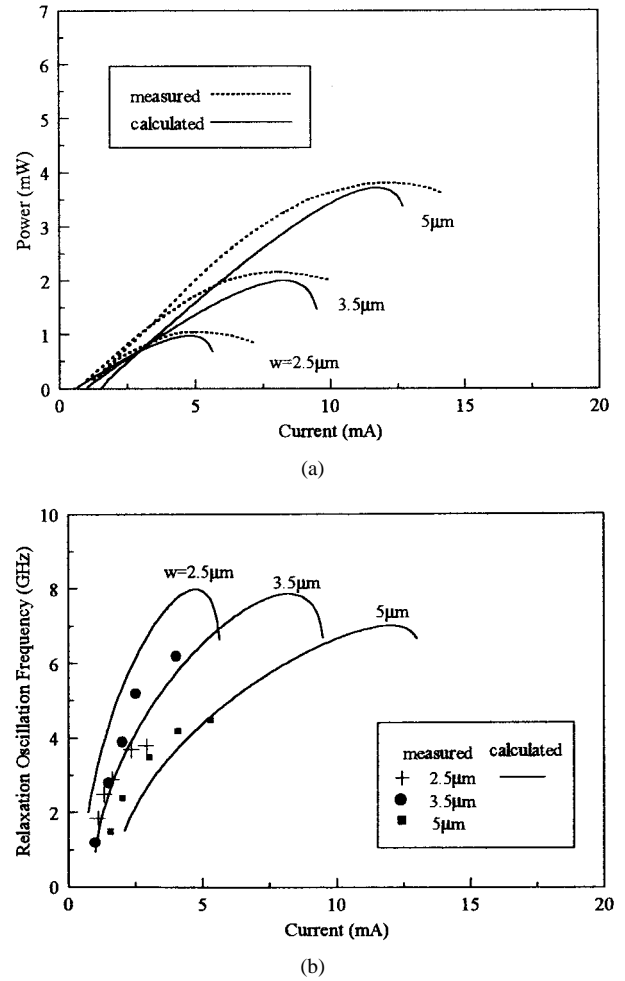 7
6
5
4
3
2
1
0
Power (mW)
measured
calculated
5μm
3.5μm
w=2.5μm
0 5 10 15 20
Current (mA)
(a)
10
8
6
4
2
0
Relaxation Oscillation Frequency (GHz)
w=2.5μm
3.5μm
5μm
measured calculated
2.5μm
3.5μm
5μm
0 5 10 15 20
Current (mA)
(b)